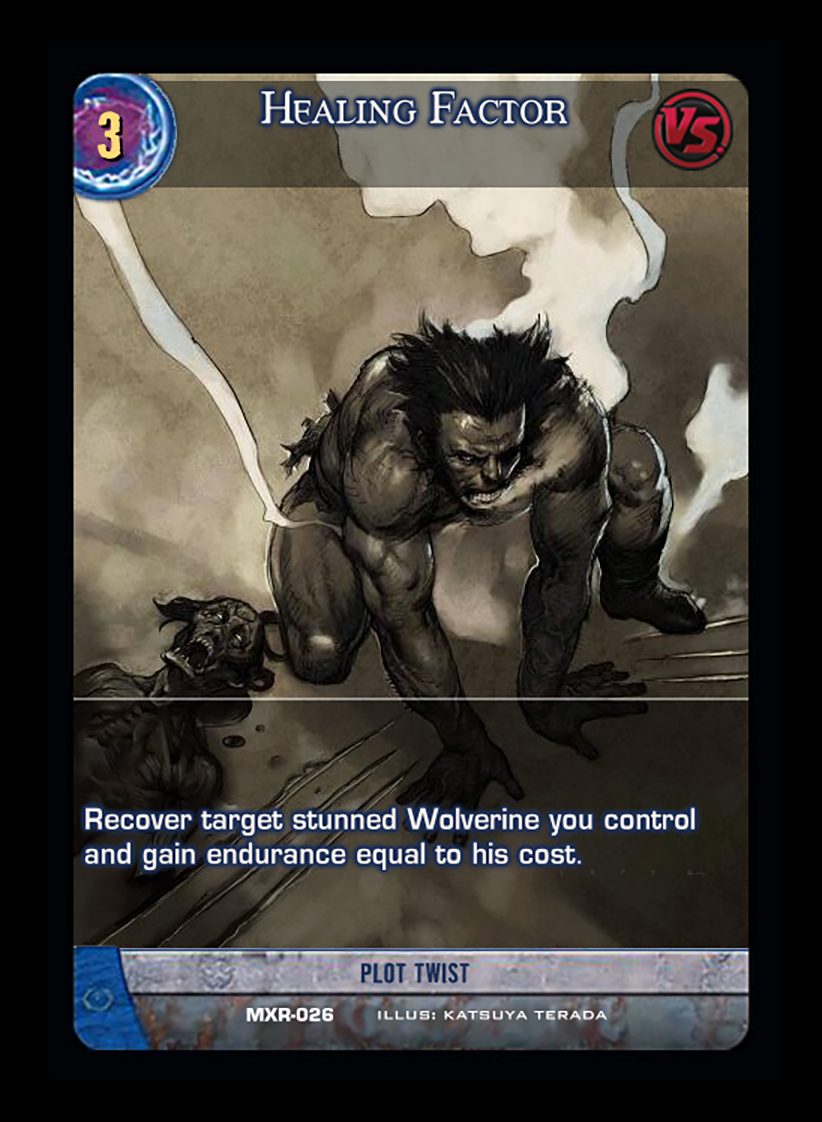 3
Healing Factor
VS.
Recover target stunned Wolverine you control
and gain endurance equal to his cost.
PLOT TWIST
MXR-026 ILLUS: KATSUYA TERADA